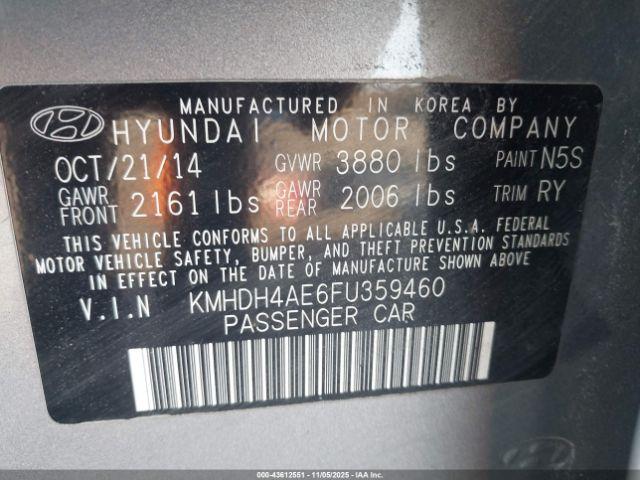 MANUFACTURED IN KOREA BY
HYUNDAI MOTOR COMPANY
OCT/21/14 GVWR 3880 lbs PAINT N5S
GAWR FRONT 2161 lbs GAWR REAR 2006 lbs TRIM RY
THIS VEHICLE CONFORMS TO ALL APPLICABLE U.S.A. FEDERAL
MOTOR VEHICLE SAFETY, BUMPER, AND THEFT PREVENTION STANDARDS
IN EFFECT ON THE DATE OF MANUFACTURE SHOWN ABOVE.
V.I.N KMHDH4AE6FU359460
PASSENGER CAR
000-43612551 - 11/05/2025 - IAAI, Inc.